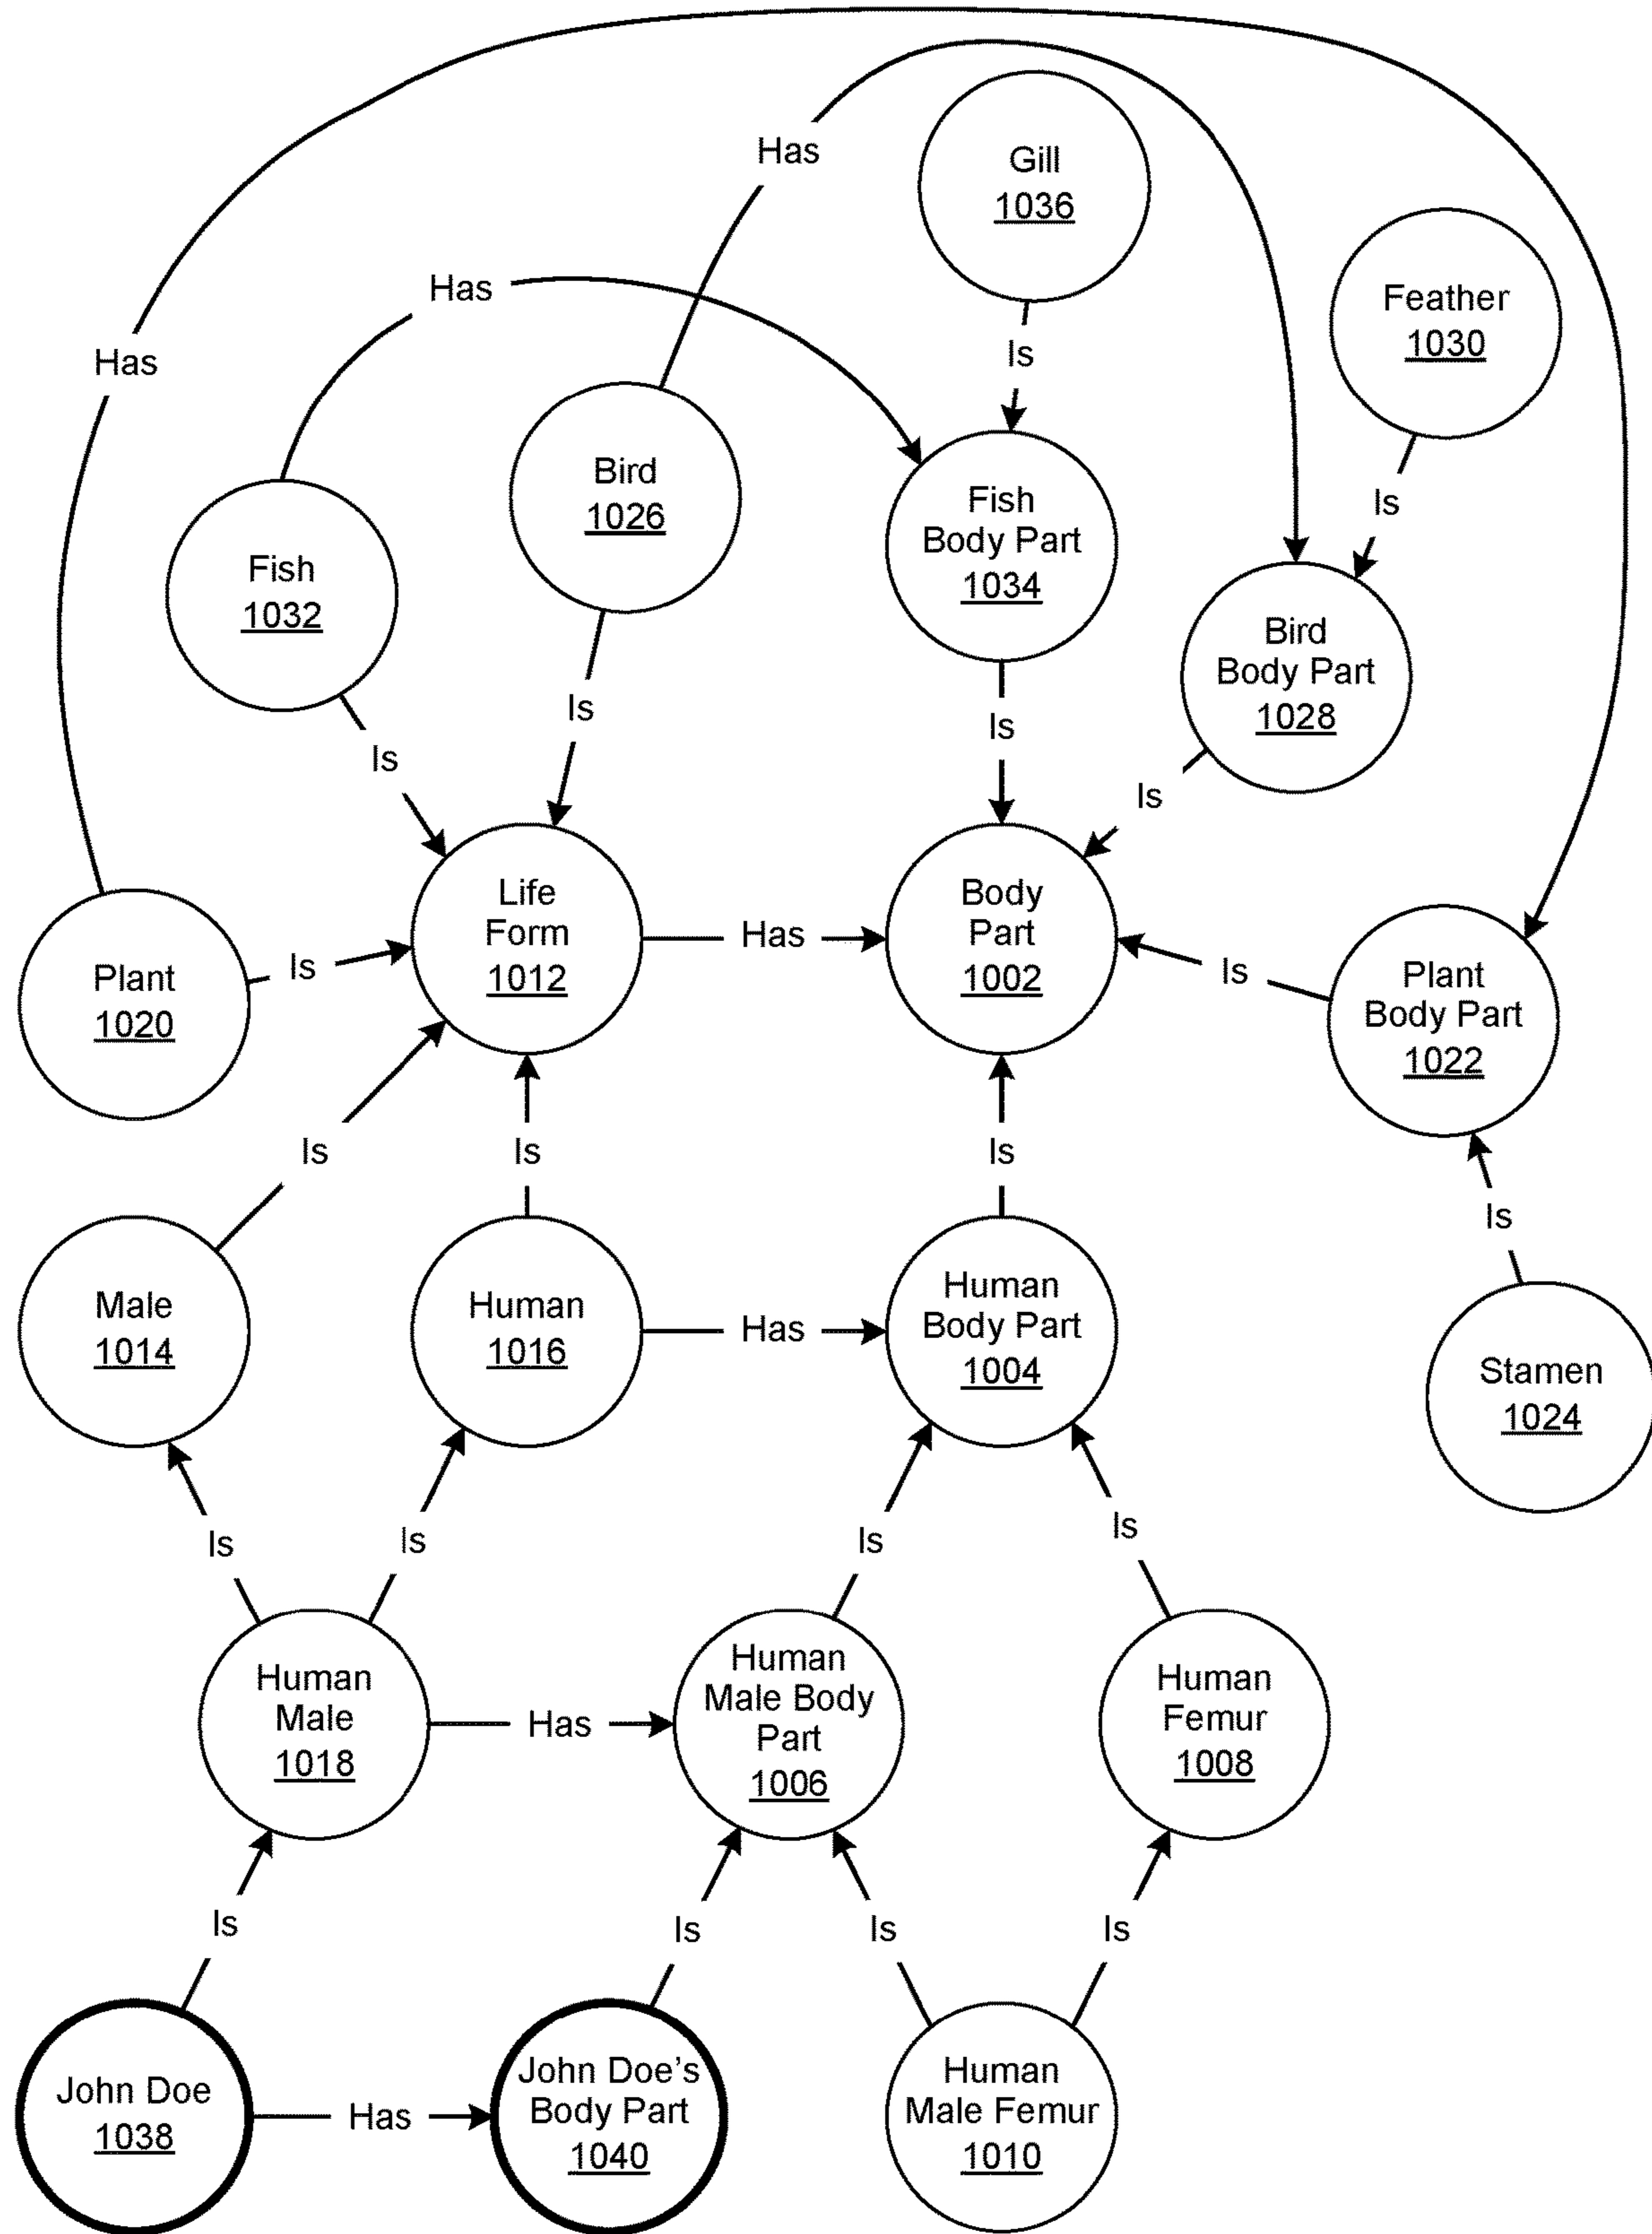 Has
Gill
1036
Has
Feather
1030
Is
Has
Bird
1026
Fish
Body Part
1034
Is
Fish
1032
Bird
Body Part
1028
Is
Is
Is
Is
Life
Form
1012
Has
Body
Part
1002
Is
Plant
Body Part
1022
Plant
1020
Is
Is
Is
Is
Is
Male
1014
Human
1016
Has
Human
Body Part
1004
Stamen
1024
Is
Is
Is
Is
Human
Male
1018
Has
Human
Male Body
Part
1006
Human
Femur
1008
Is
Is
Is
Is
John Doe
1038
Has
John Doe's
Body Part
1040
Human
Male Femur
1010